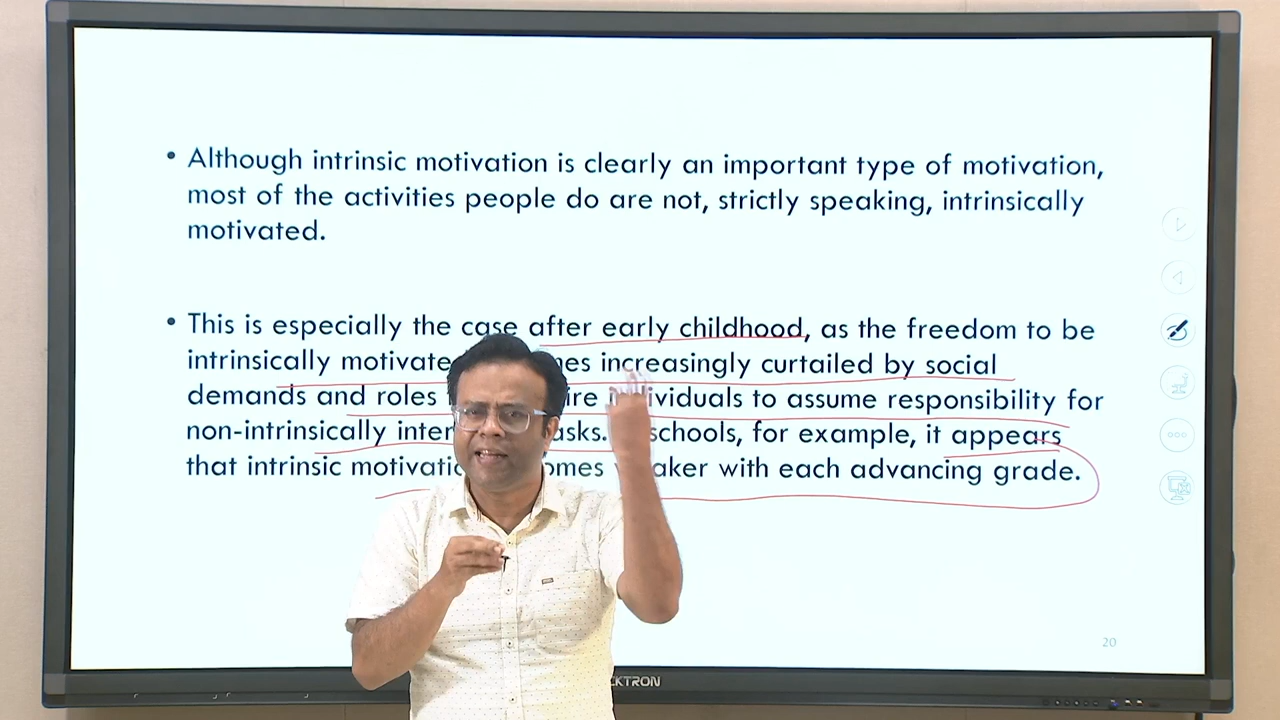 • Although intrinsic motivation is clearly an important type of motivation,
most of the activities people do are not, strictly speaking, intrinsically
motivated.
• This is especially the case after early childhood, as the freedom to be
intrinsically increasingly curtailed by social
demands and roles individuals to assume responsibility for
non-intrinsically schools, for example, it appears
that intrinsic with each advancing grade.
20